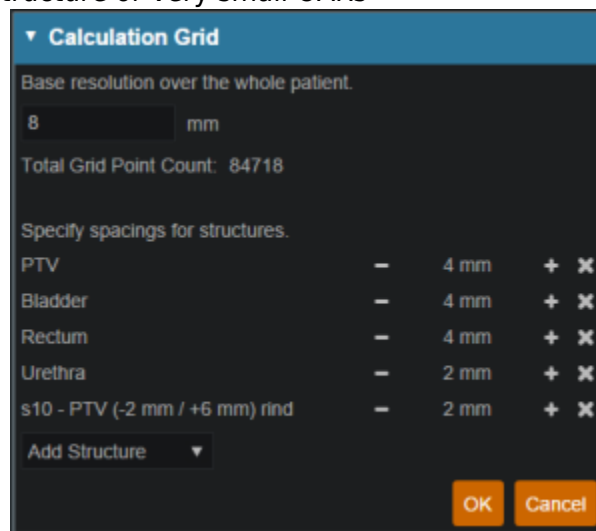 ▼ Calculation Grid
Base resolution over the whole patient.
8 mm
Total Grid Point Count: 84718
Specify spacings for structures.
PTV − 4 mm + ✖
Bladder − 4 mm + ✖
Rectum − 4 mm + ✖
Urethra − 2 mm + ✖
s10 - PTV (-2 mm / +6 mm) rind − 2 mm + ✖
Add Structure ▼
OK Cancel